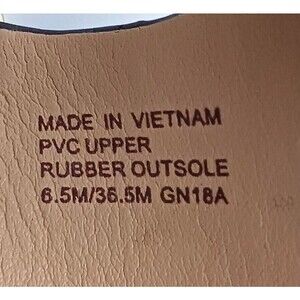 MADE IN VIETNAM
PVC UPPER
RUBBER OUTSOLE
6.5M/36.5M GN18A